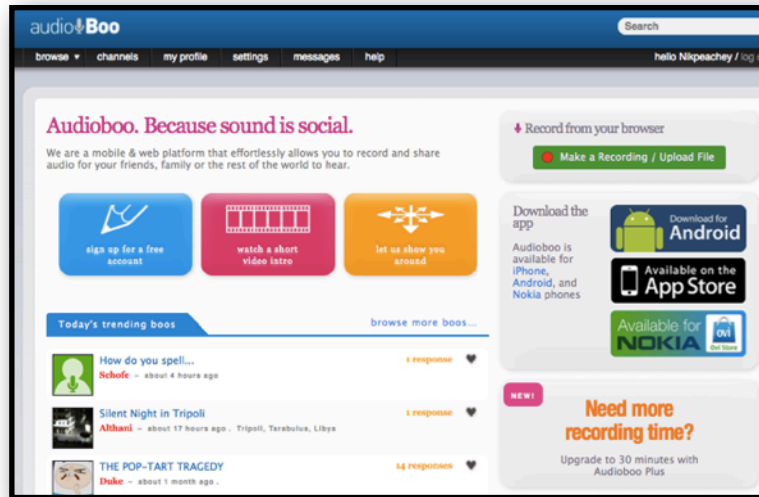 audioBoo
Search
browse ▾ channels my profile settings messages help
hello Nikpeachey / log
Audioboo. Because sound is social.
We are a mobile & web platform that effortlessly allows you to record and share
audio for your friends, family or the rest of the world to hear.
sign up for a free
account
watch a short
video intro
let us show you
around
Today's trending boos
browse more boos...
How do you spell...
1 response
Schofe – about 4 hours ago
Silent Night in Tripoli
1 response
Althani – about 17 hours ago . Tripoli, Tarabulus, Libya
THE POP-TART TRAGEDY
14 responses
Duke – about 1 month ago .
Record from your browser
Make a Recording / Upload File
Download the
app
Audioboo is
available for
iPhone,
Android, and
Nokia phones
Download for
Android
Available on the
App Store
Available for
NOKIA
ovi
Ovi Store
NEW!
Need more
recording time?
Upgrade to 30 minutes with
Audioboo Plus